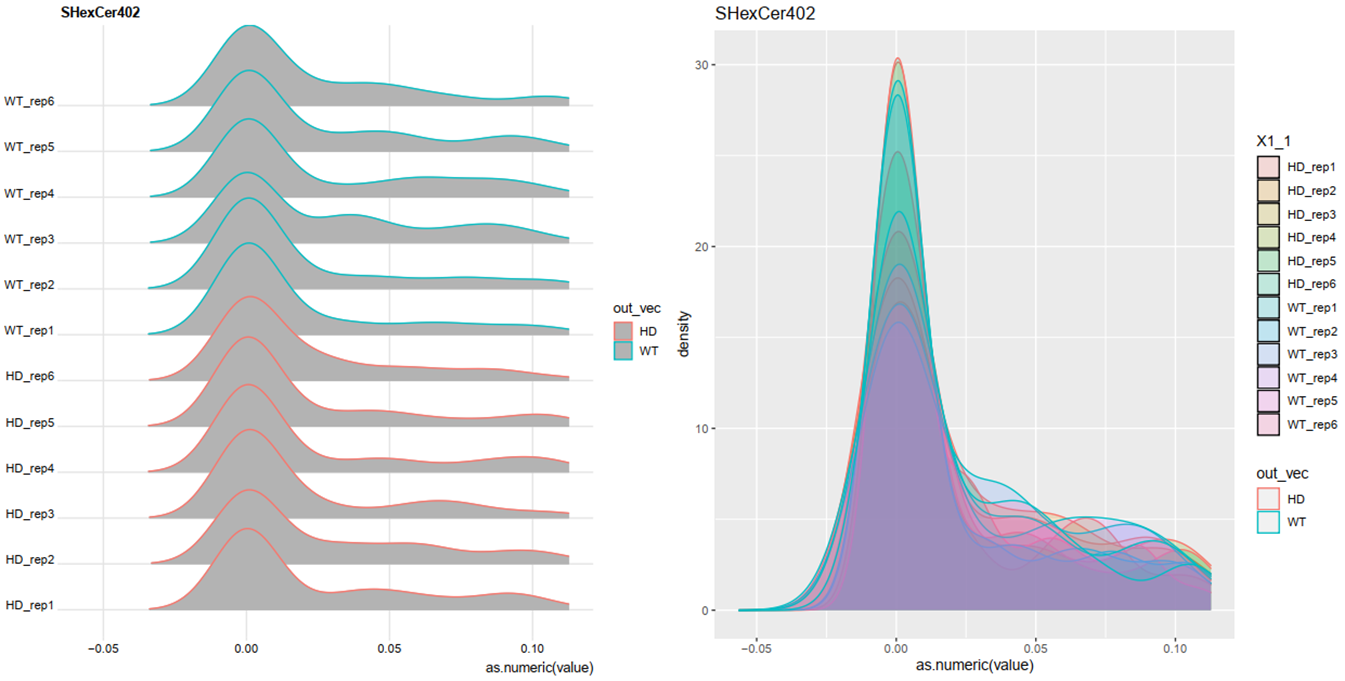 SHexCer402
WT_rep6
WT_rep5
WT_rep4
WT_rep3
WT_rep2
WT_rep1
HD_rep6
HD_rep5
HD_rep4
HD_rep3
HD_rep2
HD_rep1
−0.05 0.00 0.05 0.10
as.numeric(value)
out_vec
HD
WT
SHexCer402
density
30
20
10
0
−0.05 0.00 0.05 0.10
as.numeric(value)
X1_1
HD_rep1
HD_rep2
HD_rep3
HD_rep4
HD_rep5
HD_rep6
WT_rep1
WT_rep2
WT_rep3
WT_rep4
WT_rep5
WT_rep6
out_vec
HD
WT